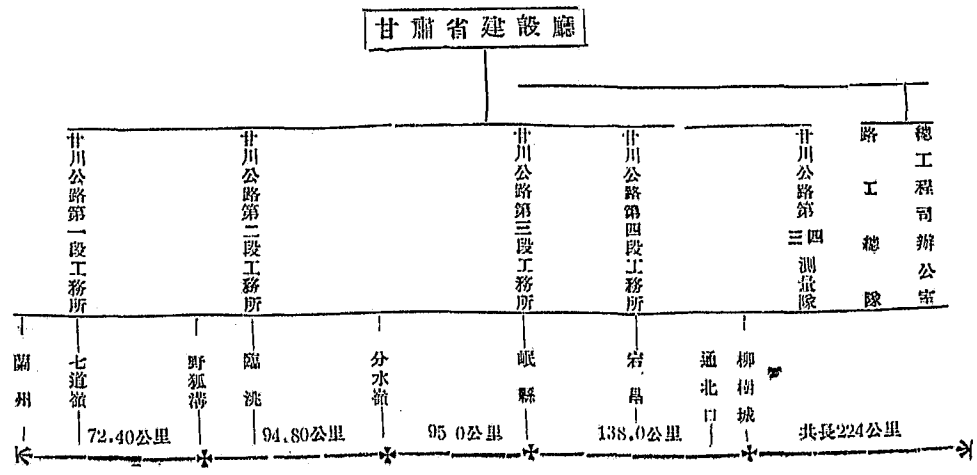 甘肅省建設廳
甘川公路第一段工務所
甘川公路第二段工務所
甘川公路第三段工務所
甘川公路第四段工務所
甘川公路第三四測量隊
路工總隊
總工程司辦公室
蘭州
七道嶺
野狐溝
臨洮
分水嶺
岷縣
宕昌
通北口
柳樹城
72.40公里
94.80公里
95 0公里
138.0公里
共長224公里